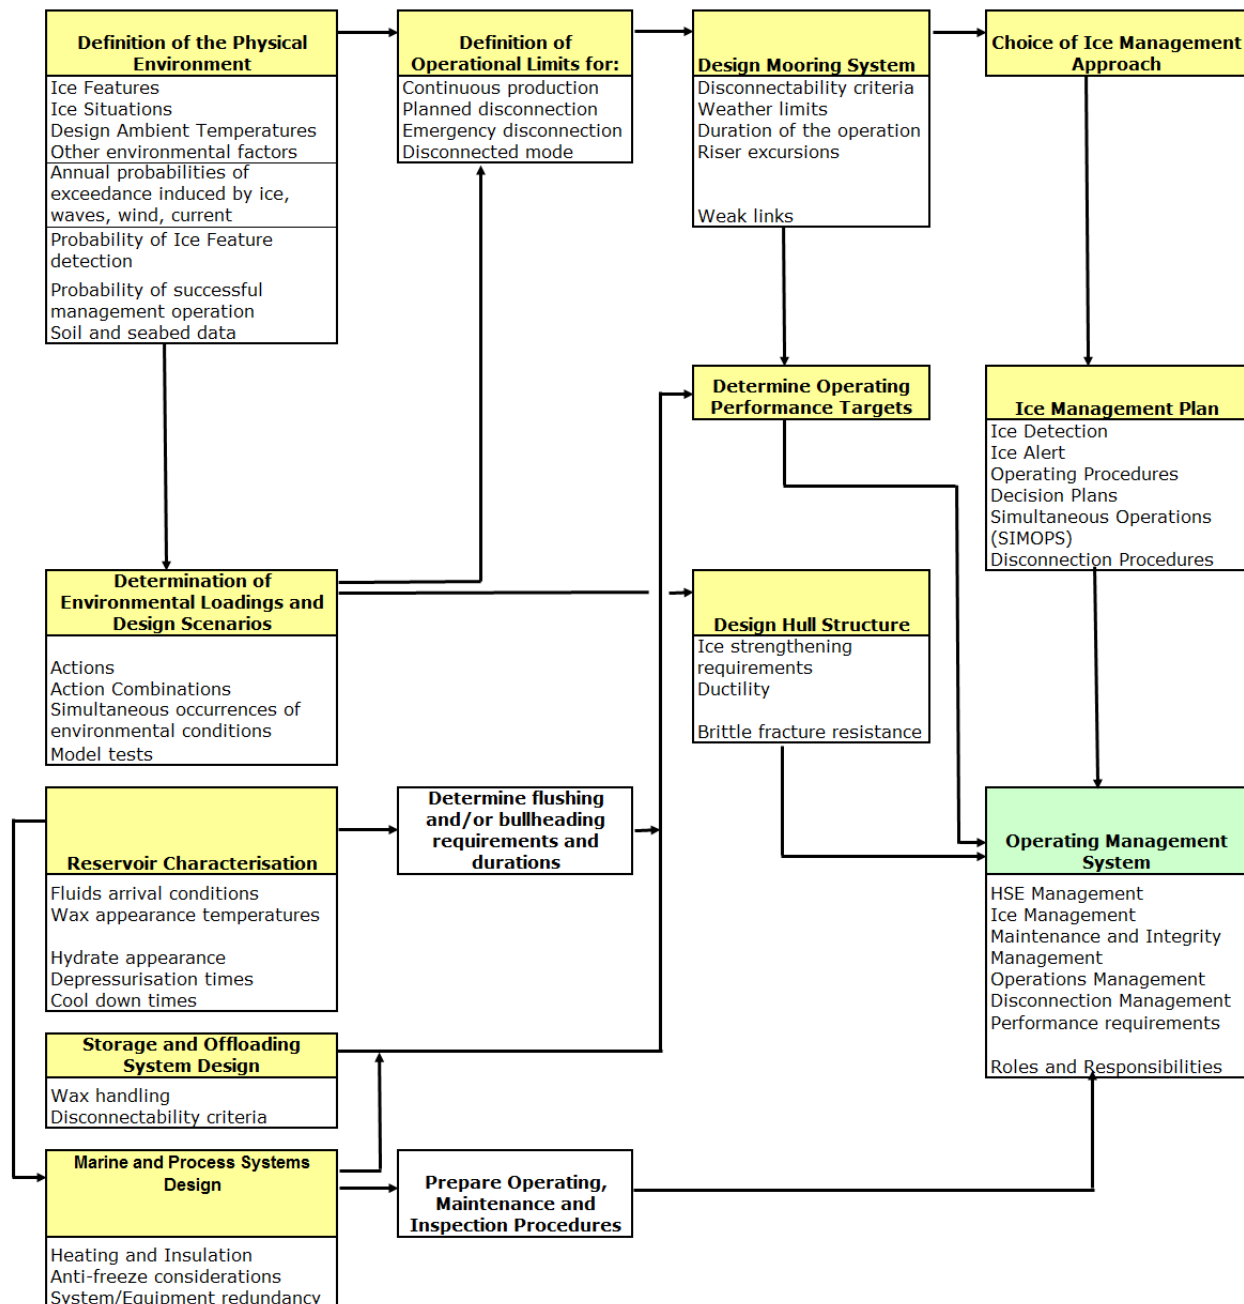 Definition of the Physical
Environment
Ice Features
Ice Situations
Design Ambient Temperatures
Other environmental factors
Annual probabilities of
exceedance induced by ice,
waves, wind, current
Probability of Ice Feature
detection
Probability of successful
management operation
Soil and seabed data
Definition of
Operational Limits for:
Continuous production
Planned disconnection
Emergency disconnection
Disconnected mode
Design Mooring System
Disconnectability criteria
Weather limits
Duration of the operation
Riser excursions
Weak links
Choice of Ice Management
Approach
Determine Operating
Performance Targets
Ice Management Plan
Ice Detection
Ice Alert
Operating Procedures
Decision Plans
Simultaneous Operations
(SIMOPS)
Disconnection Procedures
Determination of
Environmental Loadings and
Design Scenarios
Actions
Action Combinations
Simultaneous occurrences of
environmental conditions
Model tests
Design Hull Structure
Ice strengthening
requirements
Ductility
Brittle fracture resistance
Reservoir Characterisation
Fluids arrival conditions
Wax appearance temperatures
Hydrate appearance
Depressurisation times
Cool down times
Determine flushing
and/or bullheading
requirements and
durations
Operating Management
System
HSE Management
Ice Management
Maintenance and Integrity
Management
Operations Management
Disconnection Management
Performance requirements
Roles and Responsibilities
Storage and Offloading
System Design
Wax handling
Disconnectability criteria
Marine and Process Systems
Design
Heating and Insulation
Anti-freeze considerations
System/Equipment redundancy
Prepare Operating,
Maintenance and
Inspection Procedures